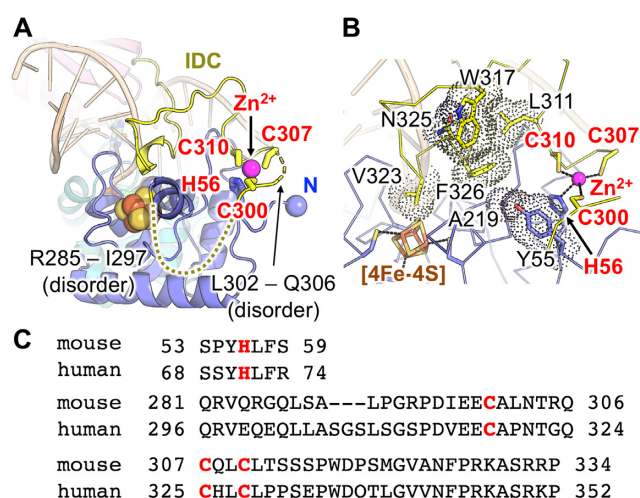 A
IDC
Zn2+
C310
C307
H56
N
C300
R285 – I297
(disorder)
L302 – Q306
(disorder)
B
W317
L311
N325
C310
C307
V323
Zn2+
F326
C300
A219
[4Fe-4S]
Y55
H56
C
mouse 53 SPYHLFS 59
human 68 SSYHLFR 74
mouse 281 QRVQRGQLSA---LPGRPDIEECALNTRQ 306
human 296 QRVEQEQLLASGSLSGSPDVEECAPNTGQ 324
mouse 307 CQLCLTSSSPWDPSMGVANFPRKASRRP 334
human 325 CHLCLPPSEPWDOTLGVVNFPRKASRKP 352